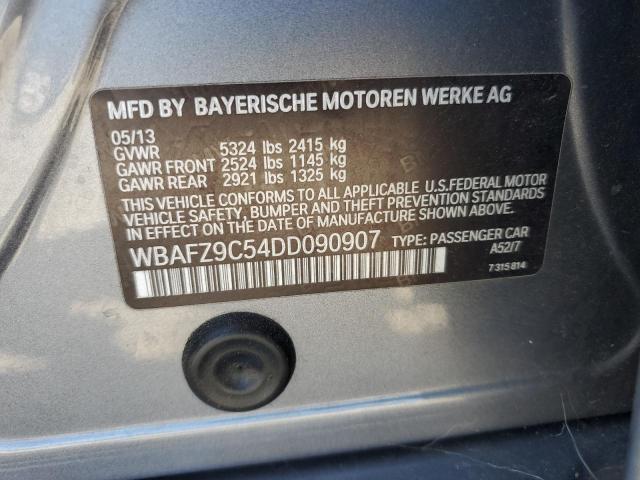 MFD BY BAYERISCHE MOTOREN WERKE AG
05/13
GVWR 5324 lbs 2415 kg
GAWR FRONT 2524 lbs 1145 kg
GAWR REAR 2921 lbs 1325 kg
THIS VEHICLE CONFORMS TO ALL APPLICABLE U.S.FEDERAL MOTOR
VEHICLE SAFETY, BUMPER AND THEFT PREVENTION STANDARDS
IN EFFECT ON THE DATE OF MANUFACTURE SHOWN ABOVE.
WBAFZ9C54DD090907 TYPE: PASSENGER CAR
A52/7
7315814